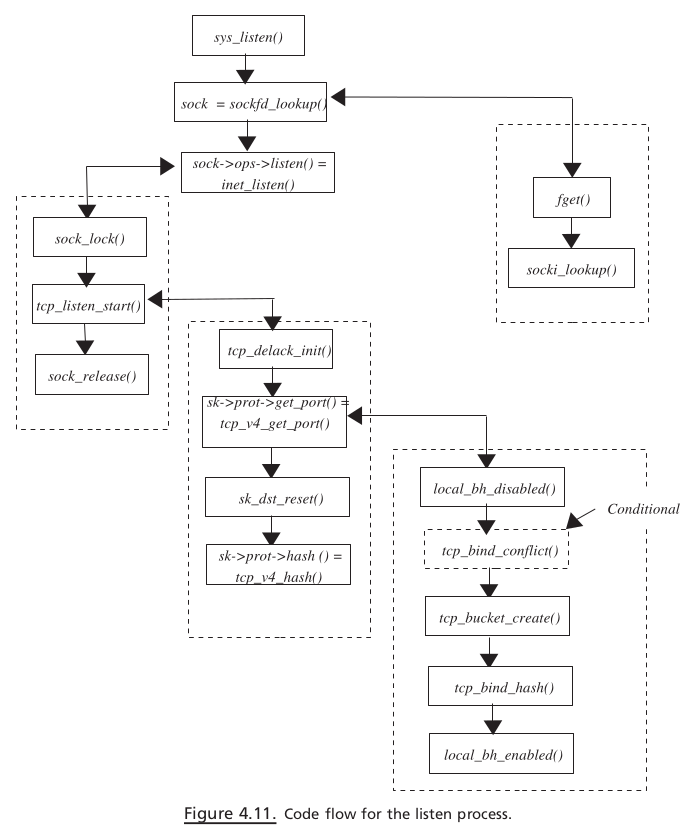 sys_listen()
sock = sockfd_lookup()
sock->ops->listen() =
inet_listen()
fget()
socki_lookup()
sock_lock()
tcp_listen_start()
sock_release()
tcp_delack_init()
sk->prot->get_port() =
tcp_v4_get_port()
sk_dst_reset()
sk->prot->hash () =
tcp_v4_hash()
local_bh_disabled()
Conditional
tcp_bind_conflict()
tcp_bucket_create()
tcp_bind_hash()
local_bh_enabled()
Figure 4.11. Code flow for the listen process.